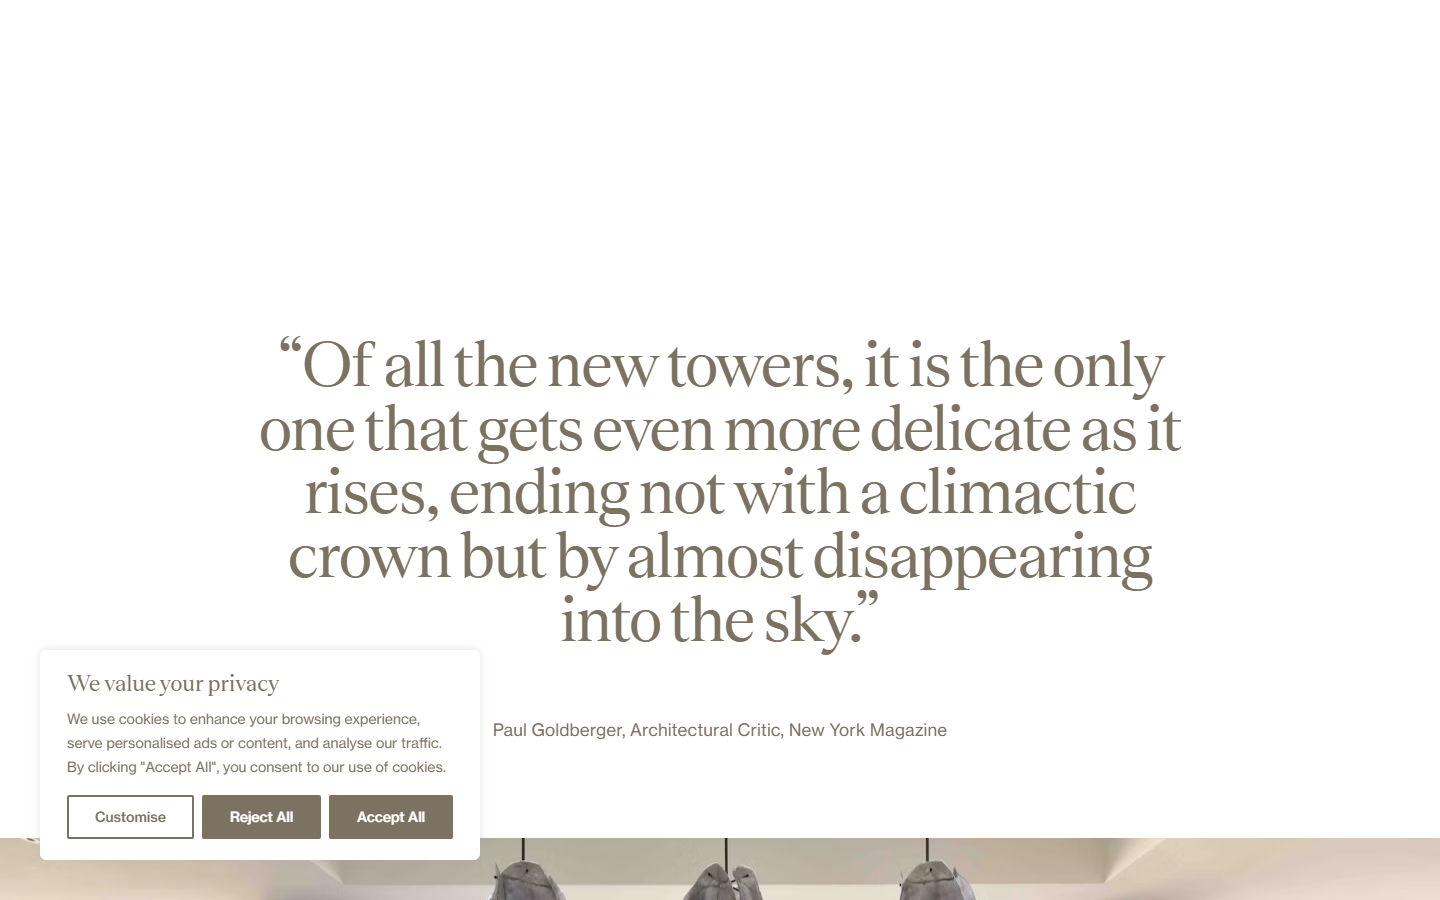 “Of all the new towers, it is the only
one that gets even more delicate as it
rises, ending not with a climactic
crown but by almost disappearing
into the sky.”
Paul Goldberger, Architectural Critic, New York Magazine
We value your privacy
We use cookies to enhance your browsing experience,
serve personalised ads or content, and analyse our traffic.
By clicking "Accept All", you consent to our use of cookies.
Customise
Reject All
Accept All